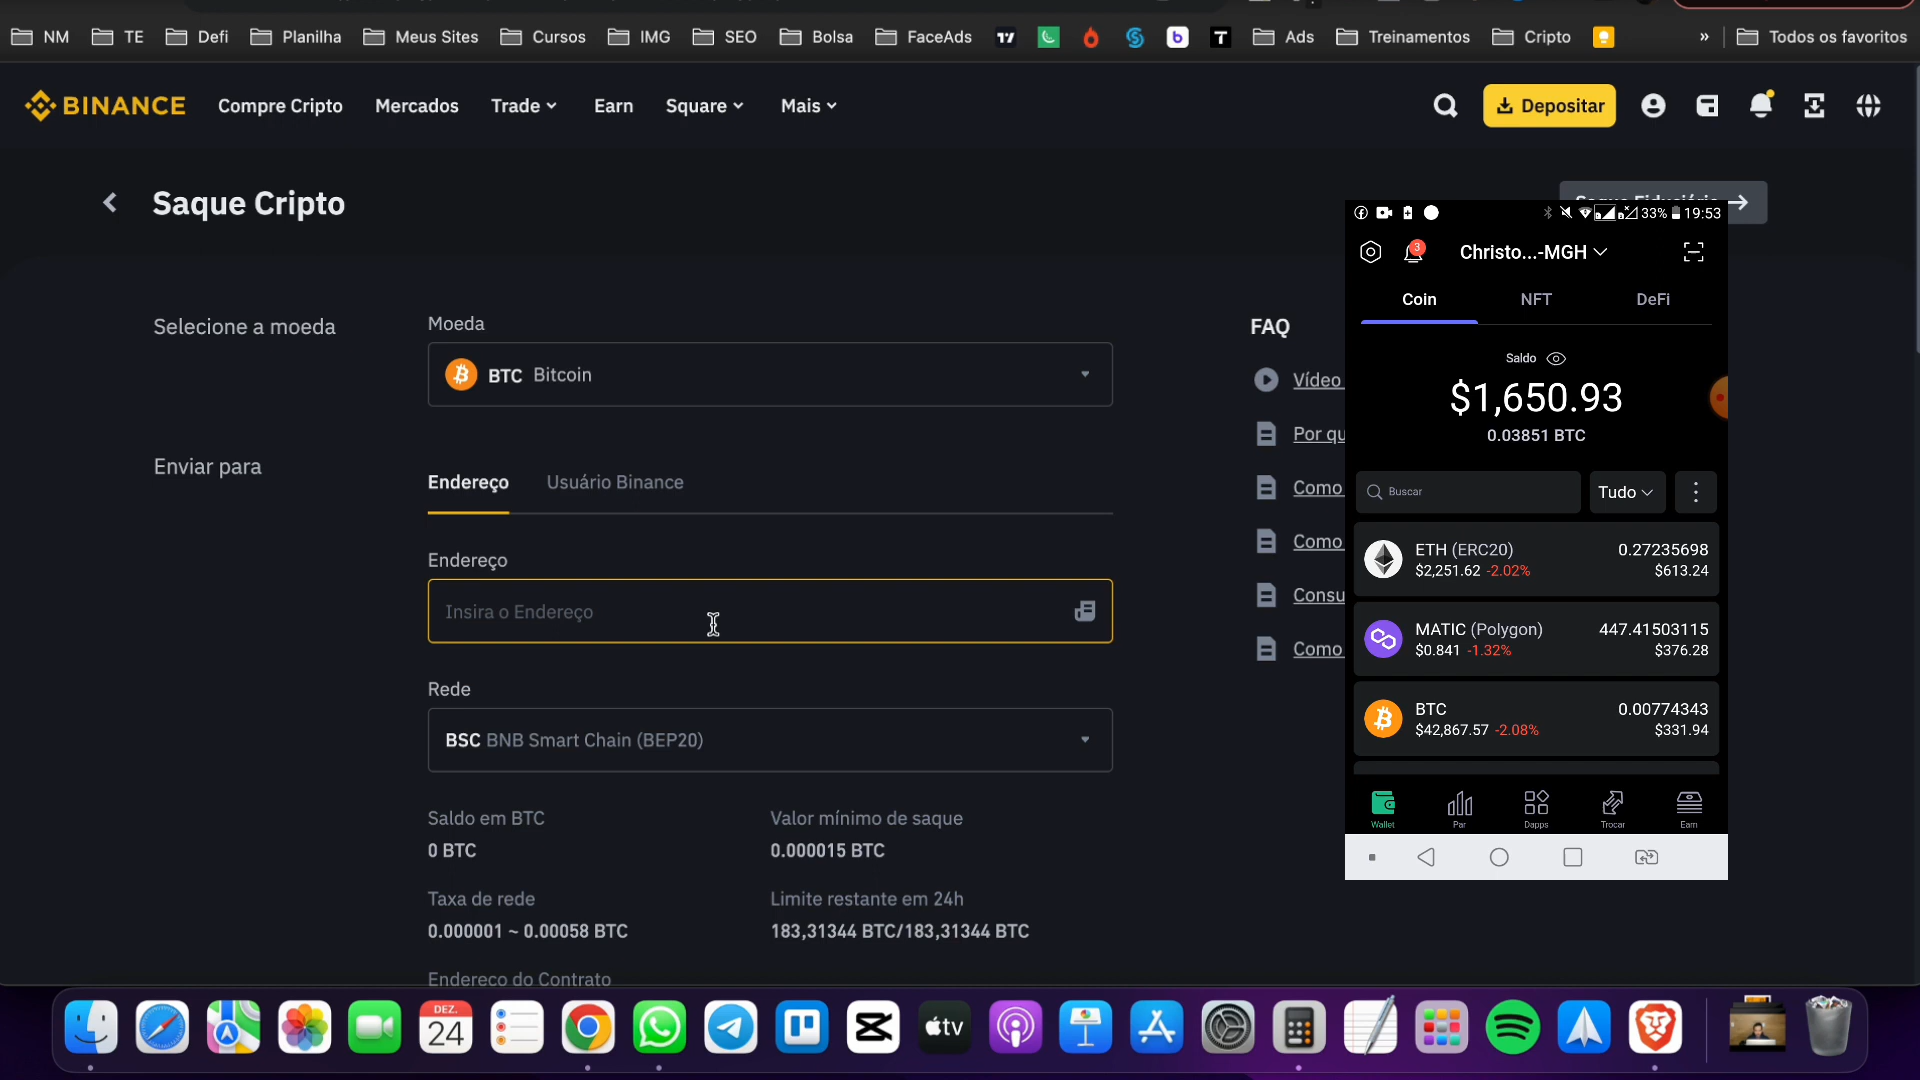 NM TE Defi Planilha Meus Sites Cursos IMG SEO Bolsa FaceAds Ads Treinamentos Cripto » Todos os favoritos
BINANCE Compre Cripto Mercados Trade Earn Square Mais Depositar
Saque Cripto
Selecione a moeda
Moeda
BTC Bitcoin
Enviar para
Endereço Usuário Binance
Endereço
Insira o Endereço
Rede
BSC BNB Smart Chain (BEP20)
Saldo em BTC Valor mínimo de saque
0 BTC 0.000015 BTC
Taxa de rede Limite restante em 24h
0.000001 ~ 0.00058 BTC 183,31344 BTC/183,31344 BTC
Endereço do Contrato
FAQ
Vídeo
Por qu
Como
Como
Consu
Como
33% 19:53
3 Christo...-MGH
Coin NFT DeFi
Saldo
$1,650.93
0.03851 BTC
Buscar Tudo
ETH (ERC20) 0.27235698
$2,251.62 -2.02% $613.24
MATIC (Polygon) 447.41503115
$0.841 -1.32% $376.28
BTC 0.00774343
$42,867.57 -2.08% $331.94
Wallet Par Dapps Trocar Earn
DEZ.
24
tv